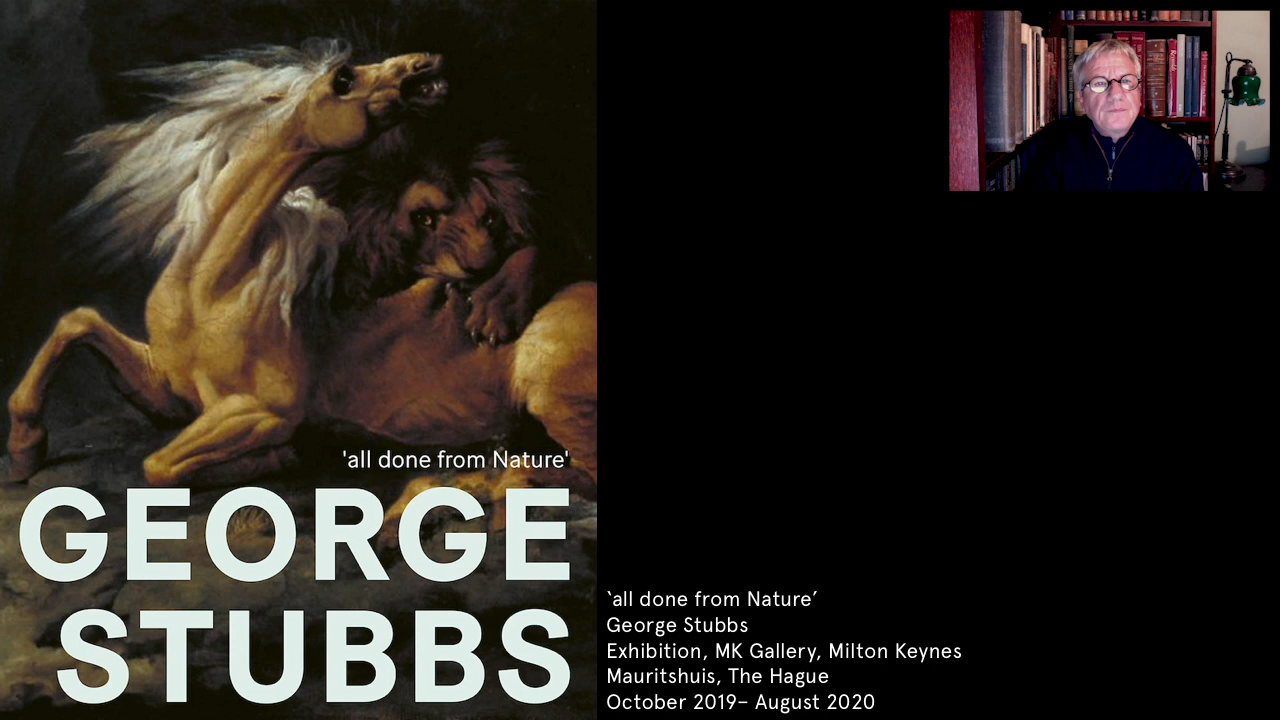 'all done from Nature'
GEORGE
STUBBS
‘all done from Nature’
George Stubbs
Exhibition, MK Gallery, Milton Keynes
Mauritshuis, The Hague
October 2019– August 2020